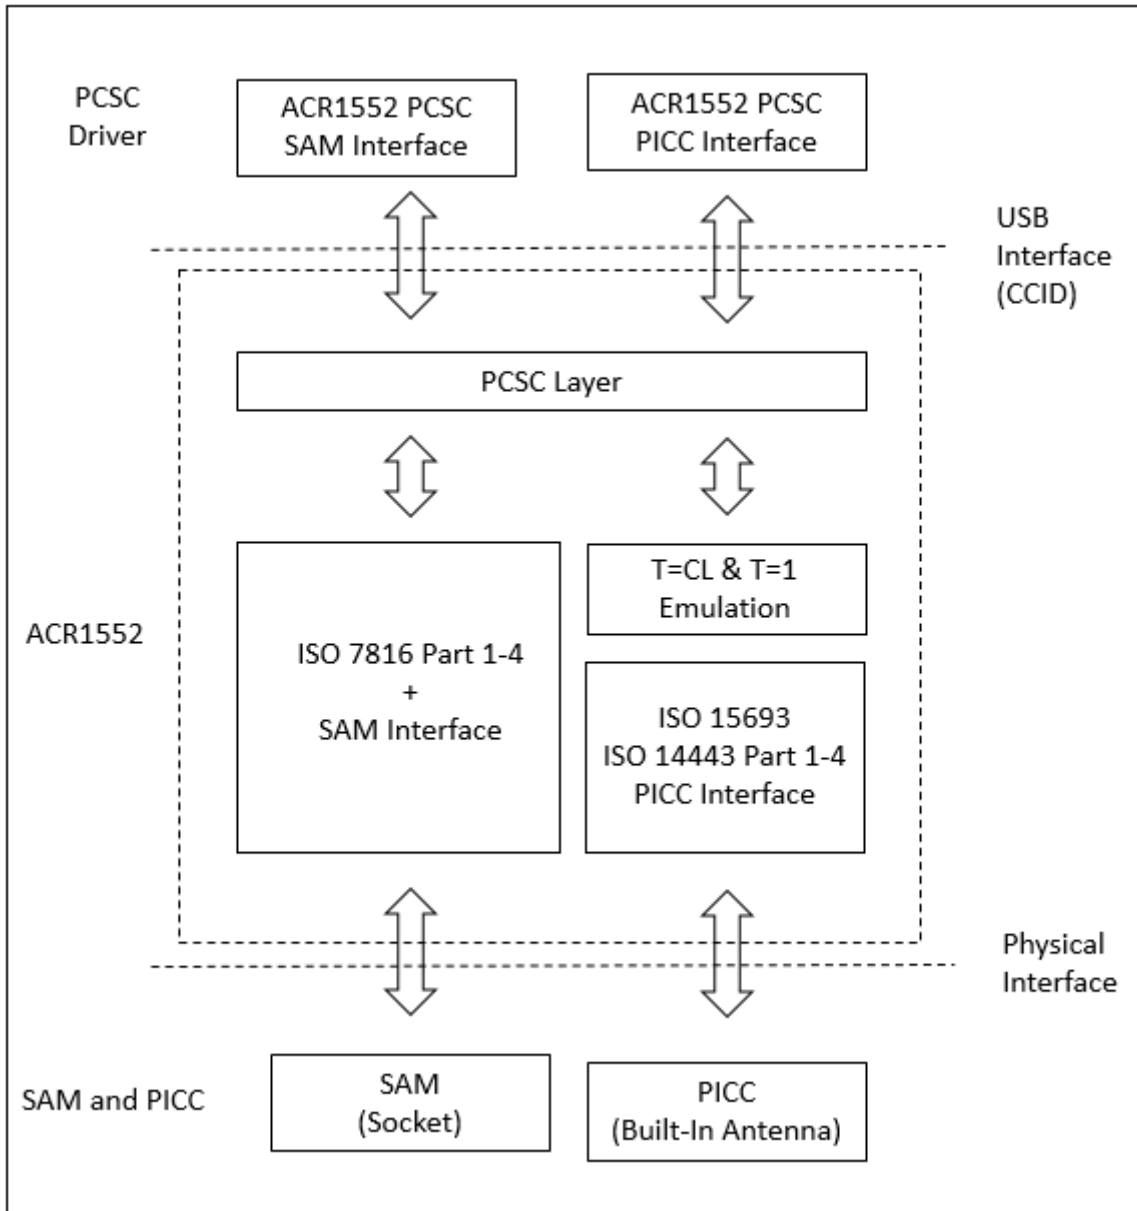 PCSC
Driver
ACR1552 PCSC
SAM Interface
ACR1552 PCSC
PICC Interface
USB
Interface
(CCID)
PCSC Layer
ACR1552
ISO 7816 Part 1-4
+
SAM Interface
T=CL & T=1
Emulation
ISO 15693
ISO 14443 Part 1-4
PICC Interface
Physical
Interface
SAM and PICC
SAM
(Socket)
PICC
(Built-In Antenna)